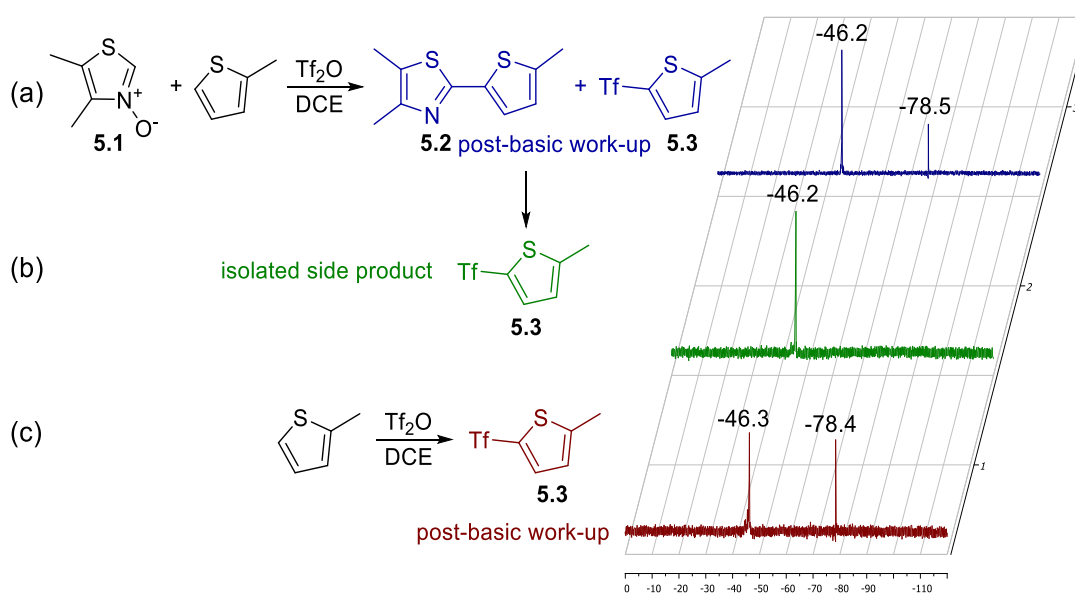 (a)
S
N+
O-
5.1
+
S
Tf2O
DCE
S
N
S
5.2 post-basic work-up
+
Tf
S
5.3
-46.2
-78.5
(b)
isolated side product
Tf
S
5.3
-46.2
2
(c)
S
Tf2O
DCE
Tf
S
5.3
post-basic work-up
-46.3
-78.4
1
0 -10 -20 -30 -40 -50 -60 -70 -80 -90 -110